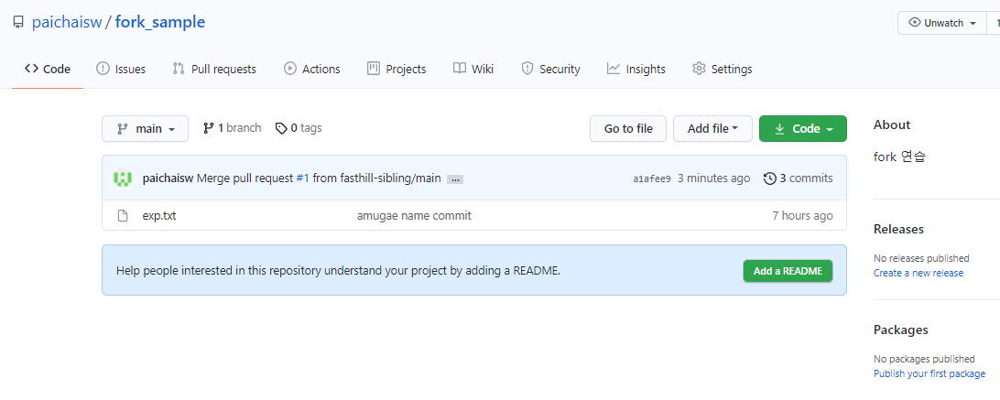 paichaisw / fork_sample
Unwatch
1
Code Issues Pull requests Actions Projects Wiki Security Insights Settings
main 1 branch 0 tags Go to file Add file Code
paichaisw Merge pull request #1 from fasthill-sibling/main ... a1afee9 3 minutes ago 3 commits
exp.txt amugae name commit 7 hours ago
Help people interested in this repository understand your project by adding a README. Add a README
About
fork 연습
Releases
No releases published
Create a new release
Packages
No packages published
Publish your first package